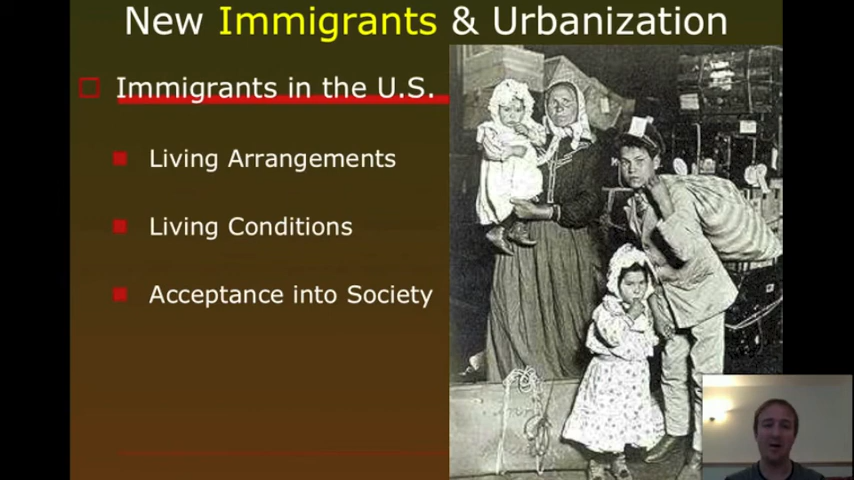 New Immigrants & Urbanization
Immigrants in the U.S.
Living Arrangements
Living Conditions
Acceptance into Society